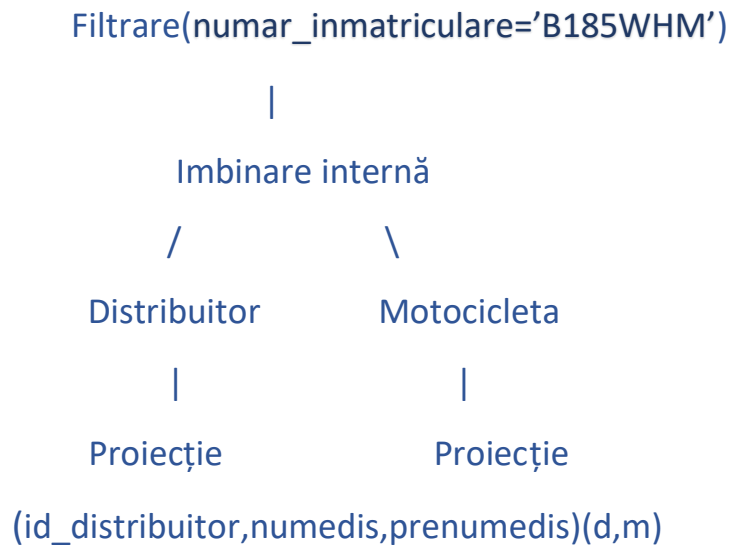 Filtrare(numar_inmatriculare=’B185WHM’)
|
Imbinare internă
/ \
Distribuitor Motocicleta
| |
Proiecție Proiecție
(id_distribuitor,numedis,prenumedis)(d,m)